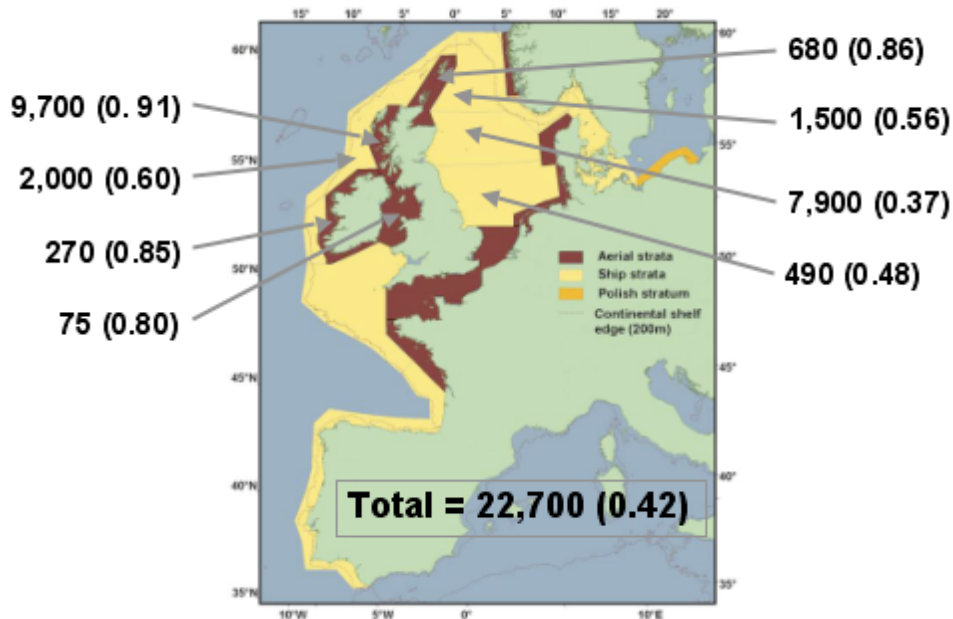 15° 10° 5° 0° 5° 15° 20°
60°N
60°
680 (0.86)
9,700 (0.91)
1,500 (0.56)
55°N
55°
2,000 (0.60)
7,900 (0.37)
270 (0.85)
50°N
50°
490 (0.48)
75 (0.80)
Aerial strata
Ship strata
Polish stratum
Continental shelf
edge (200m)
45°N
45°
40°N
40°
Total = 22,700 (0.42)
35°N
35°
10°W 5°W 0° 10°E